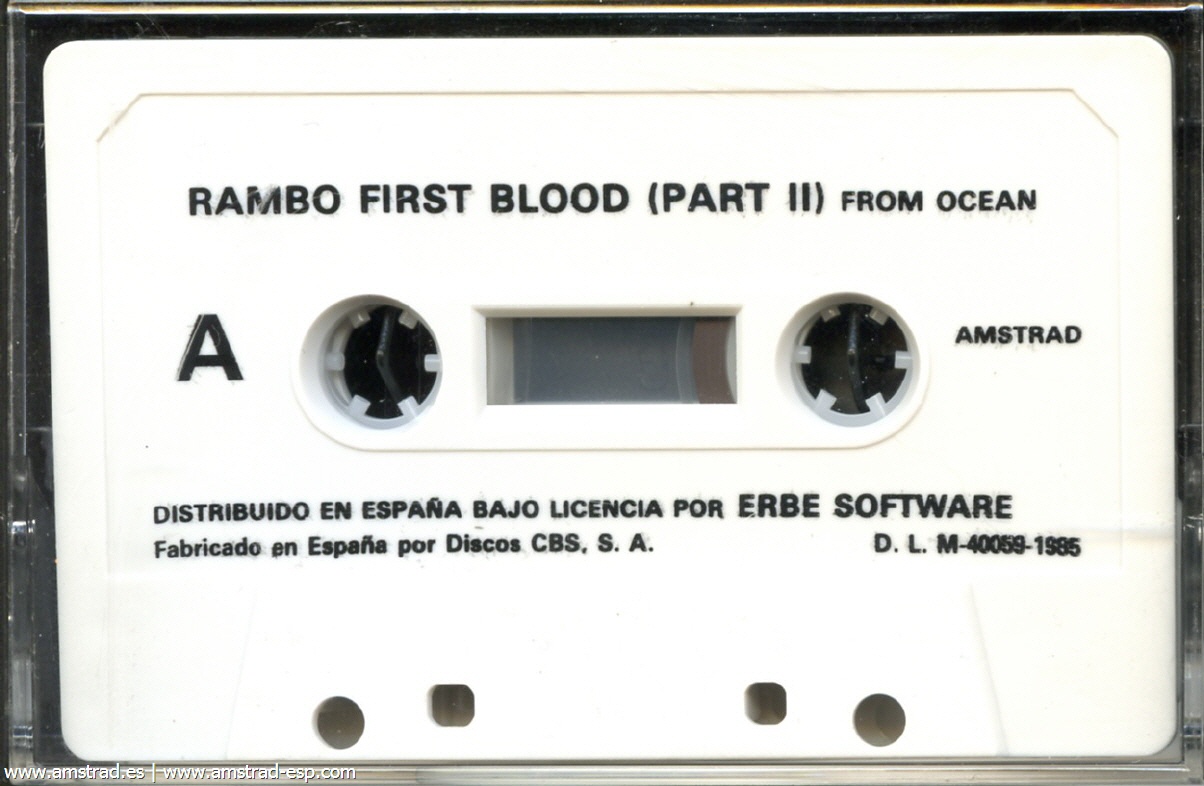 RAMBO FIRST BLOOD (PART II) FROM OCEAN
A
AMSTRAD
DISTRIBUIDO EN ESPAÑA BAJO LICENCIA POR ERBE SOFTWARE
Fabricado en España por Discos CBS, S. A.
D. L. M-40059-1985
www.amstrad.es | www.amstrad-esp.com